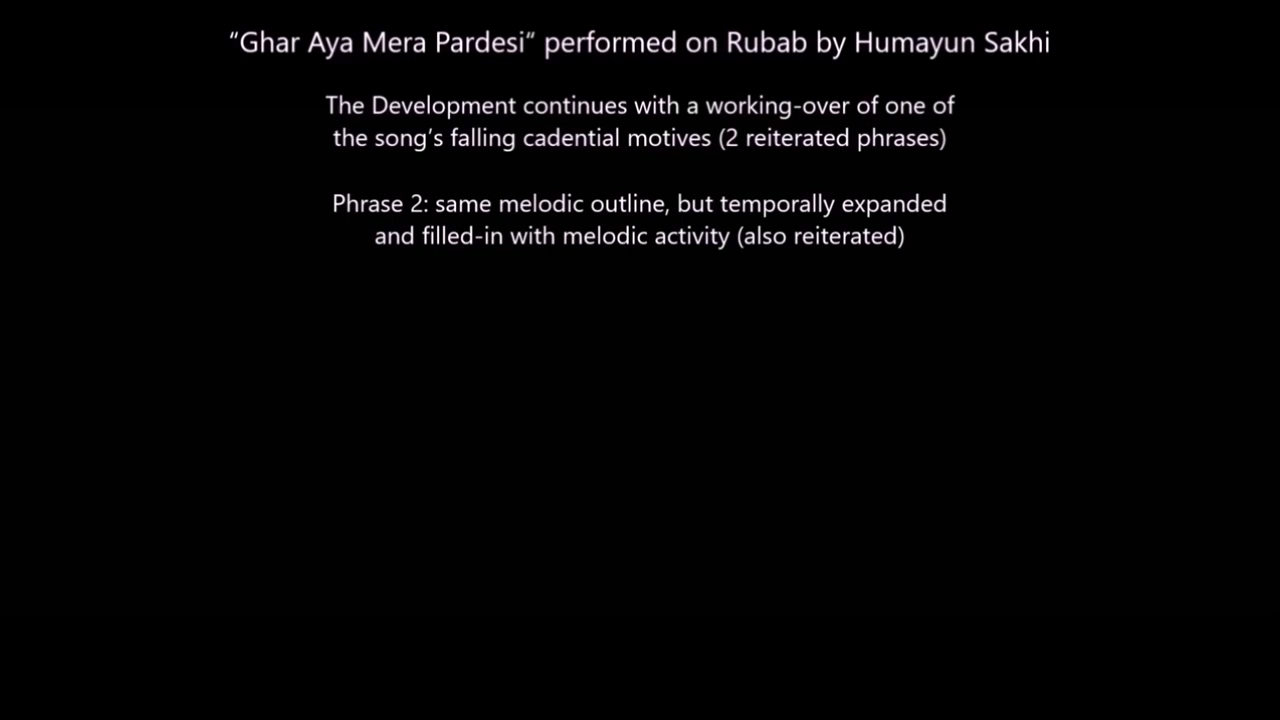 “Ghar Aya Mera Pardesi“ performed on Rubab by Humayun Sakhi
The Development continues with a working-over of one of
the song’s falling cadential motives (2 reiterated phrases)
Phrase 2: same melodic outline, but temporally expanded
and filled-in with melodic activity (also reiterated)